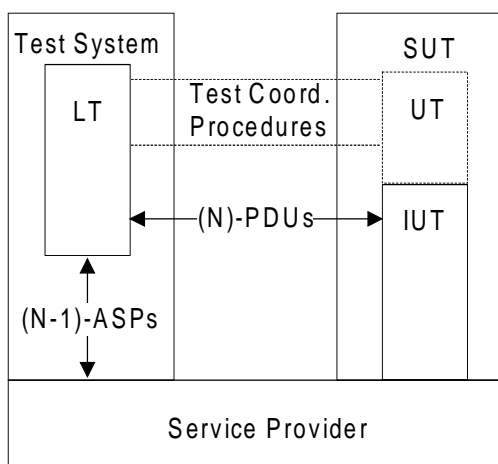 Test System
SUT
LT
Test Coord.
Procedures
UT
(N)-PDUs
IUT
(N-1)-ASPs
Service Provider